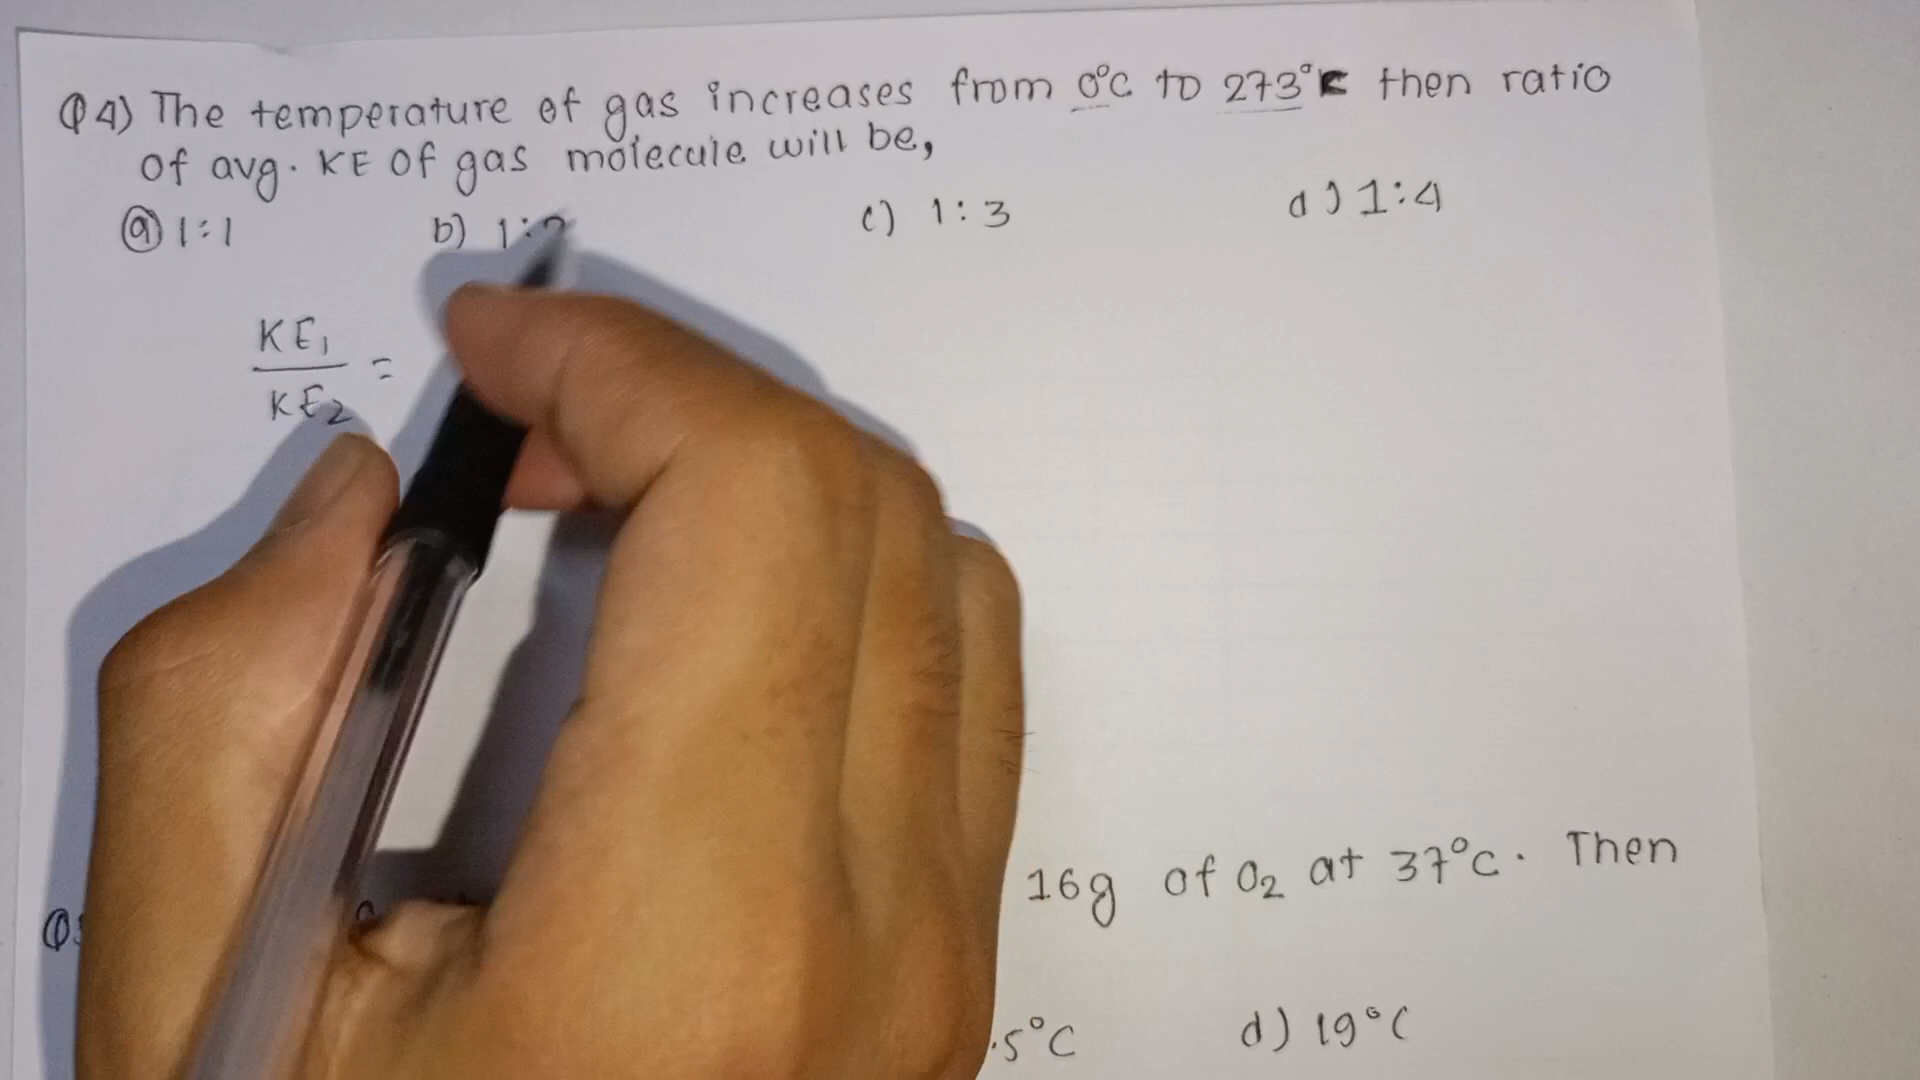 Q4) The temperature of gas increases from 0°C to 273°K then ratio
of avg. KE of gas molecule will be,
a) 1:1 b) 1:2 c) 1:3 d) 1:4
KE₁
KE₂ =
16g of O₂ at 37°C. Then
.5°C d) 19°C